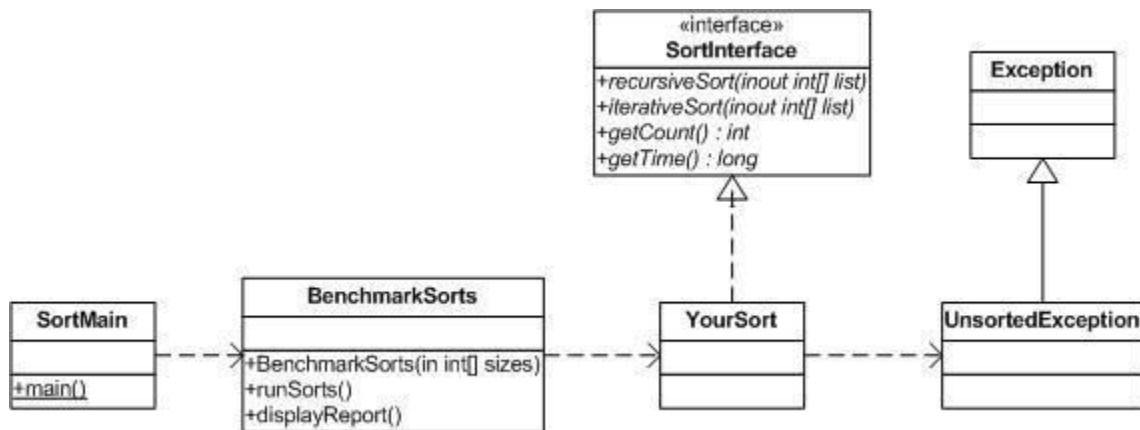 «interface»
SortInterface
+recursiveSort(inout int[] list)
+iterativeSort(inout int[] list)
+getCount() : int
+getTime() : long
Exception
SortMain
+main()
BenchmarkSorts
+BenchmarkSorts(in int[] sizes)
+runSorts()
+displayReport()
YourSort
UnsortedException